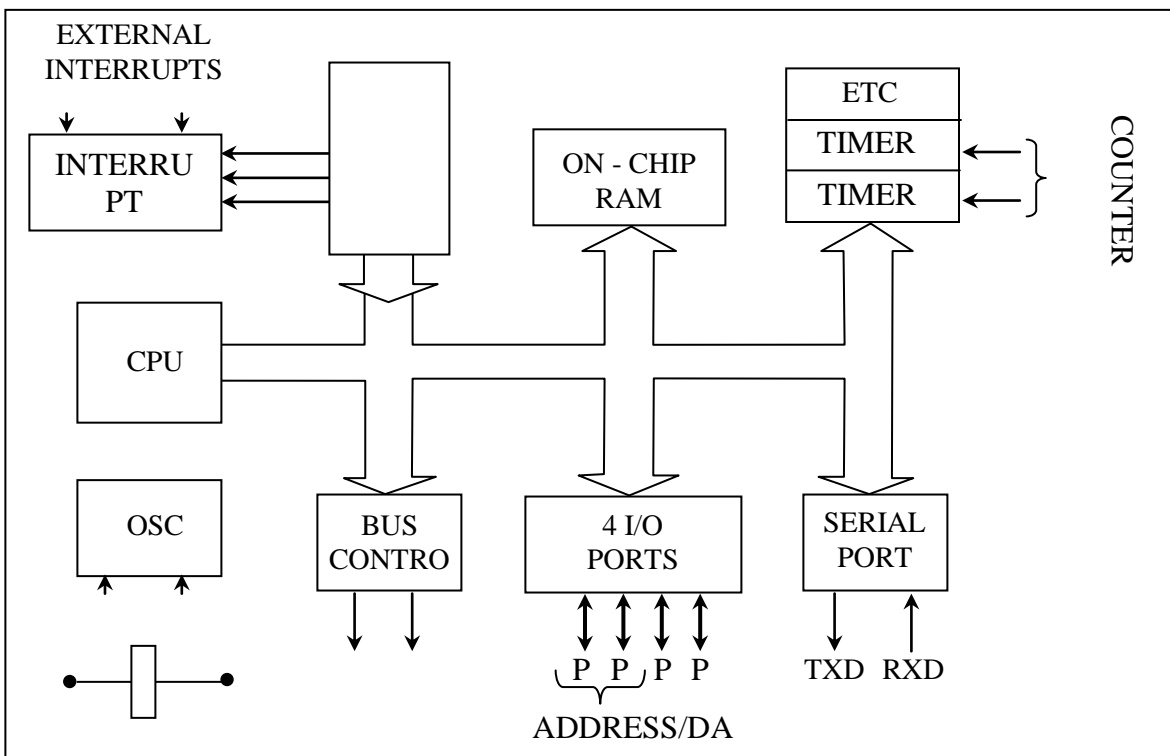 EXTERNAL
INTERRUPTS
INTERRU
PT
ON - CHIP
RAM
ETC
TIMER
TIMER
COUNTER
CPU
OSC
BUS
CONTRO
4 I/O
PORTS
SERIAL
PORT
P P P P
TXD RXD
ADDRESS/DA